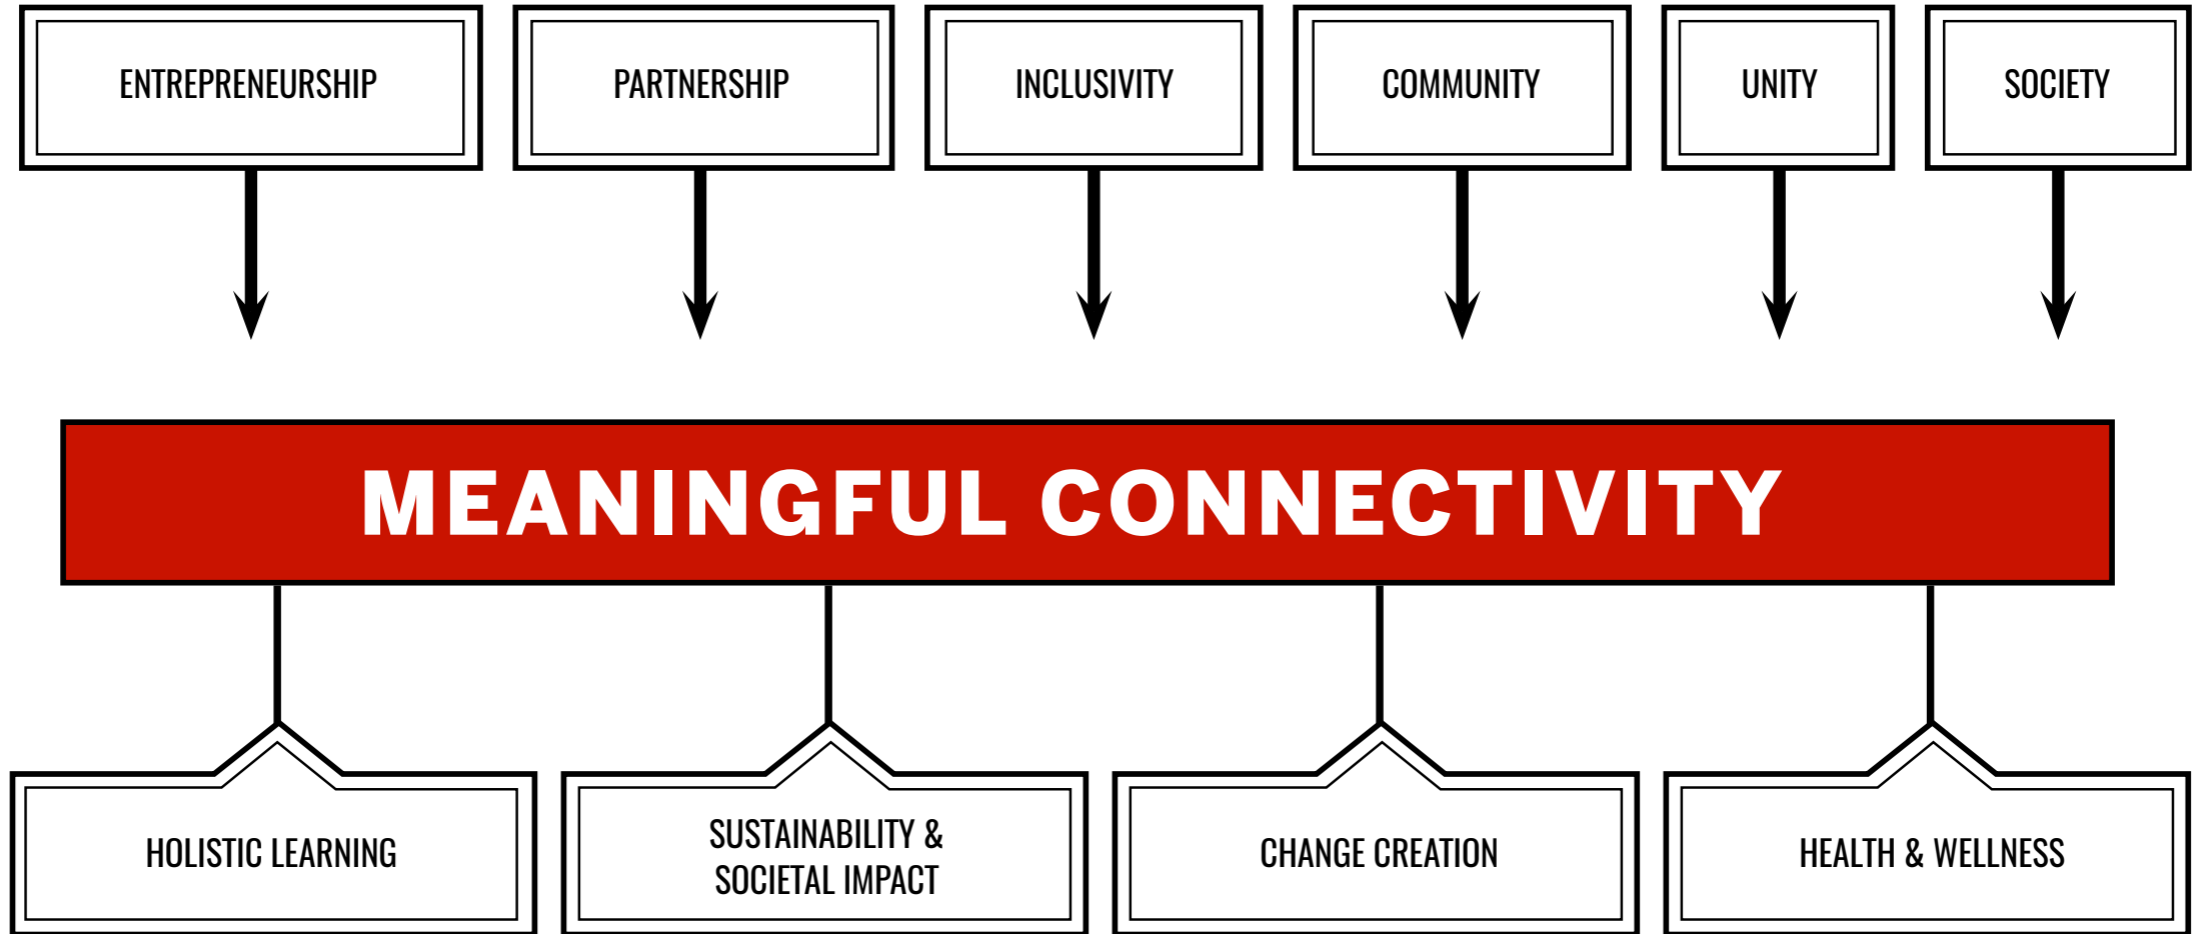 ENTREPRENEURSHIP
PARTNERSHIP
INCLUSIVITY
COMMUNITY
UNITY
SOCIETY
MEANINGFUL CONNECTIVITY
HOLISTIC LEARNING
SUSTAINABILITY &
SOCIETAL IMPACT
CHANGE CREATION
HEALTH & WELLNESS